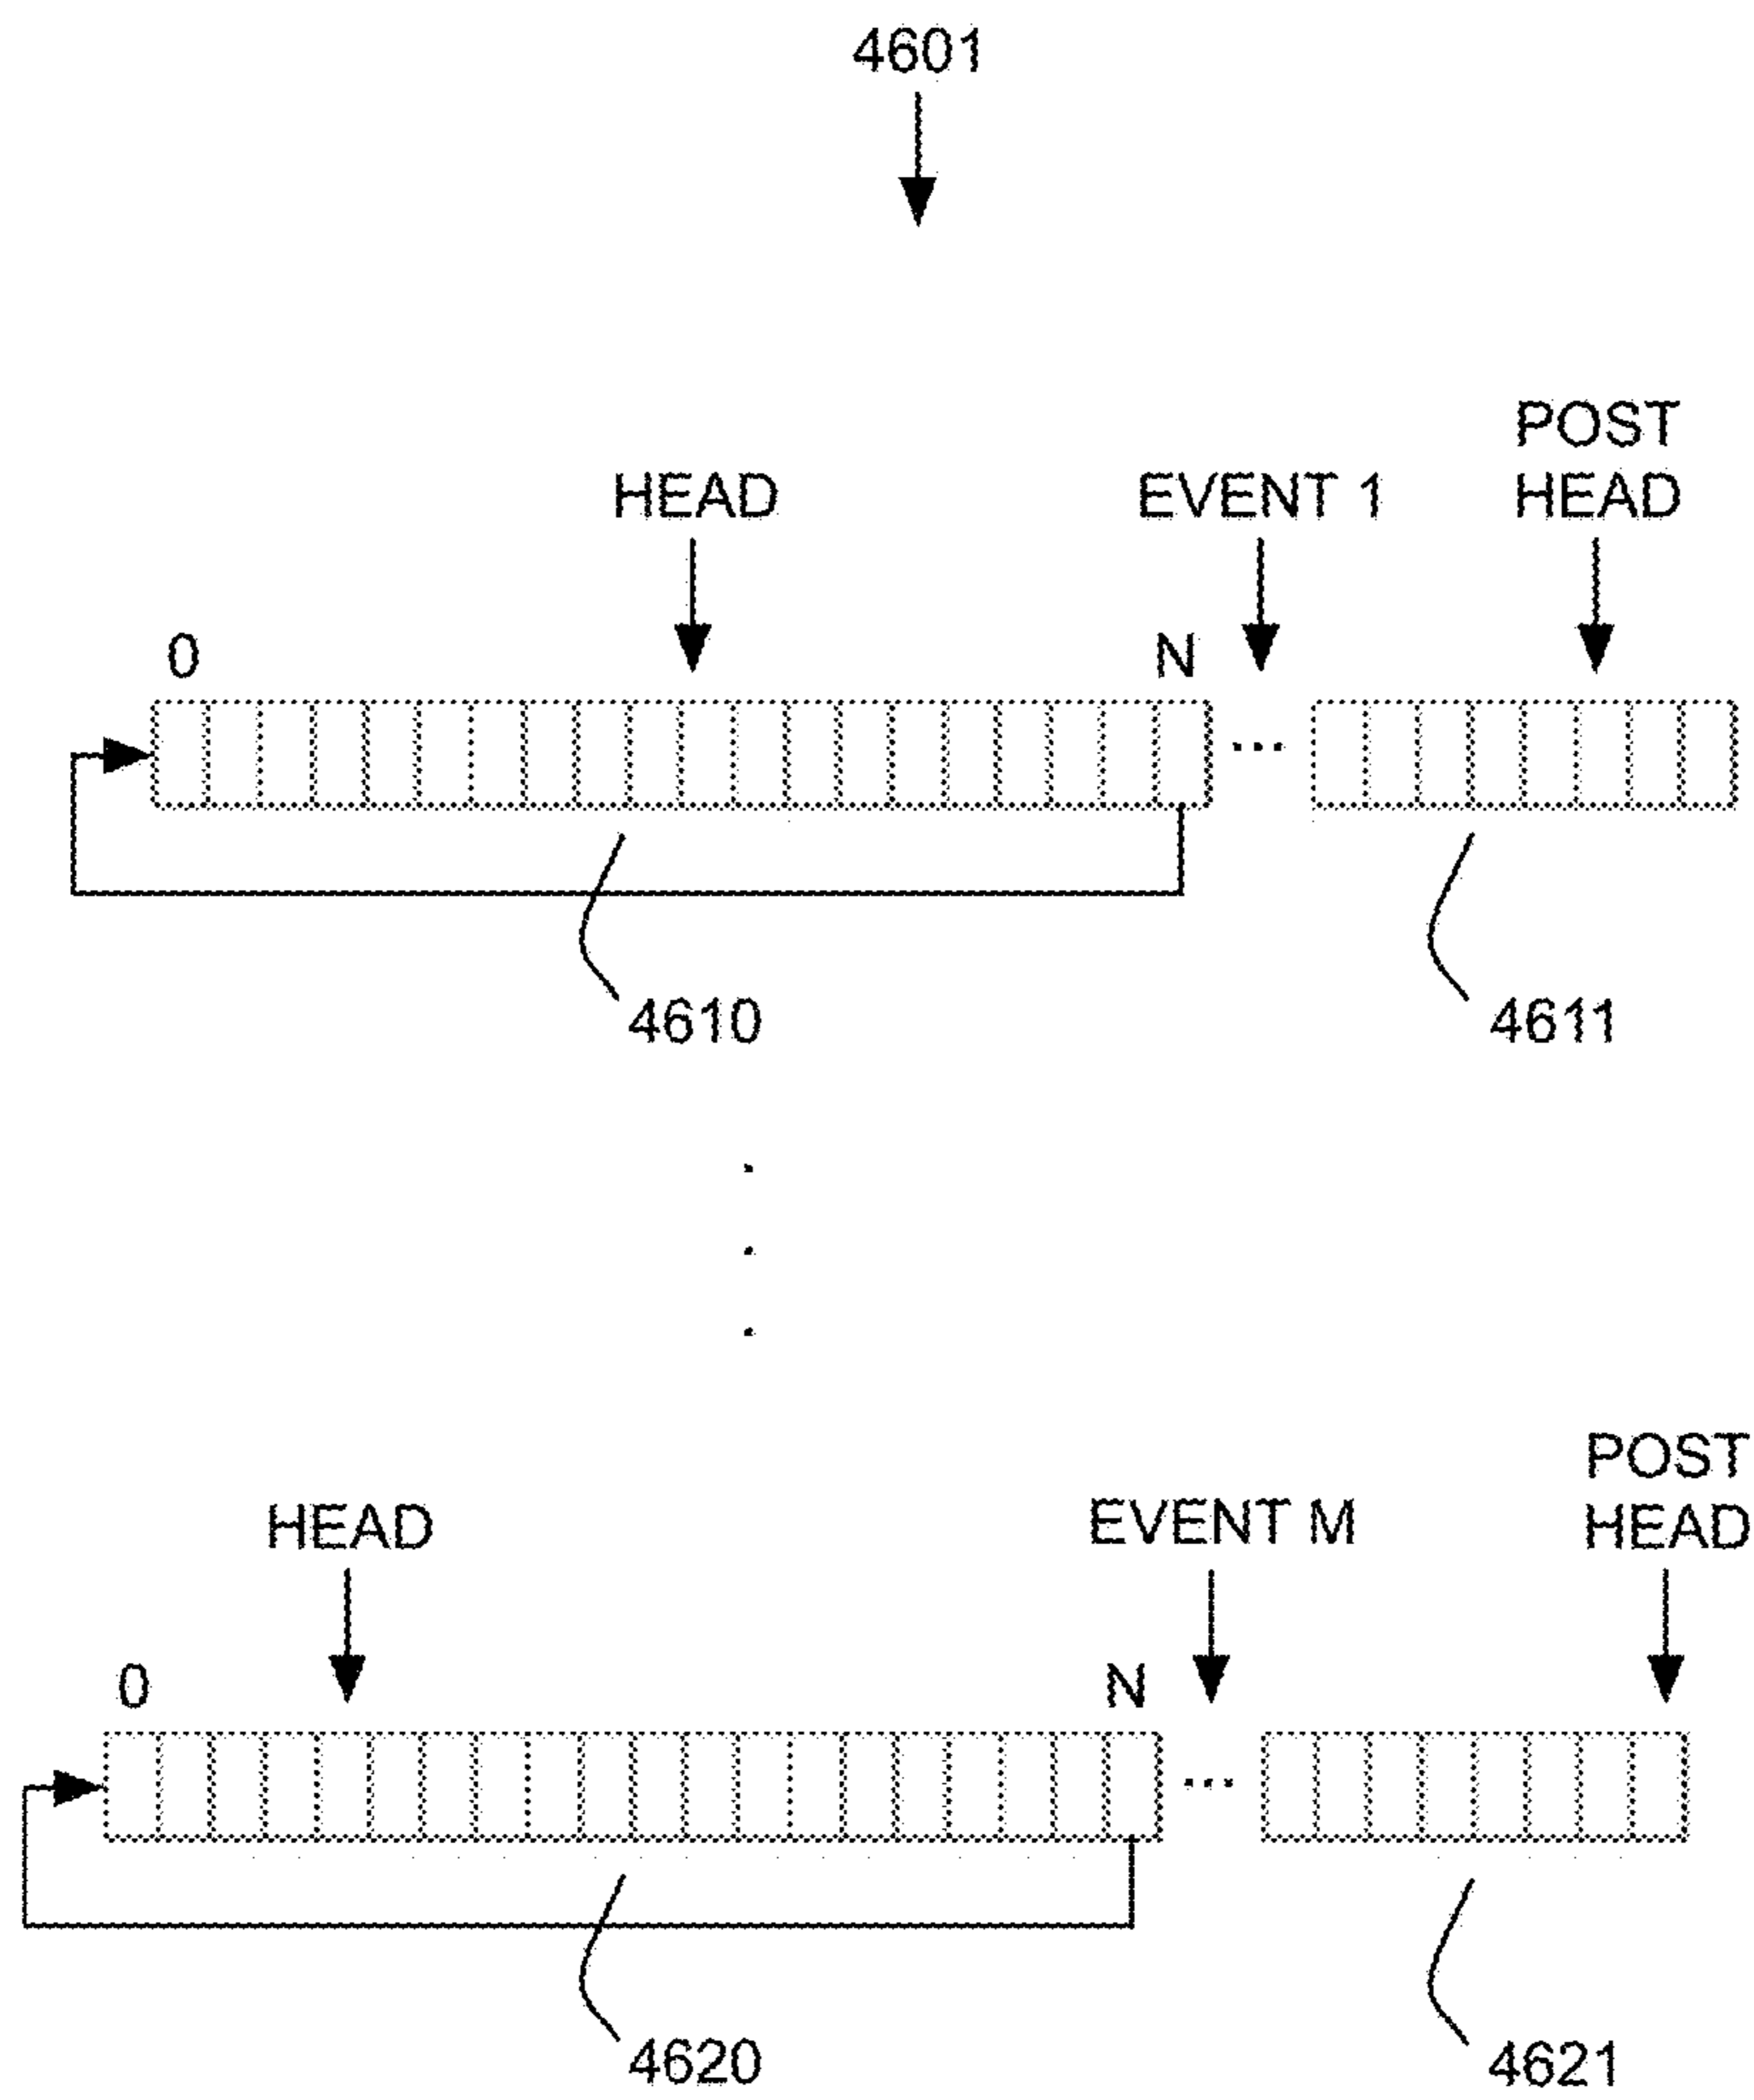 4601
POST
HEAD EVENT 1 HEAD
0 N
4610 4611
POST
HEAD EVENT M HEAD
0 N
4620 4621